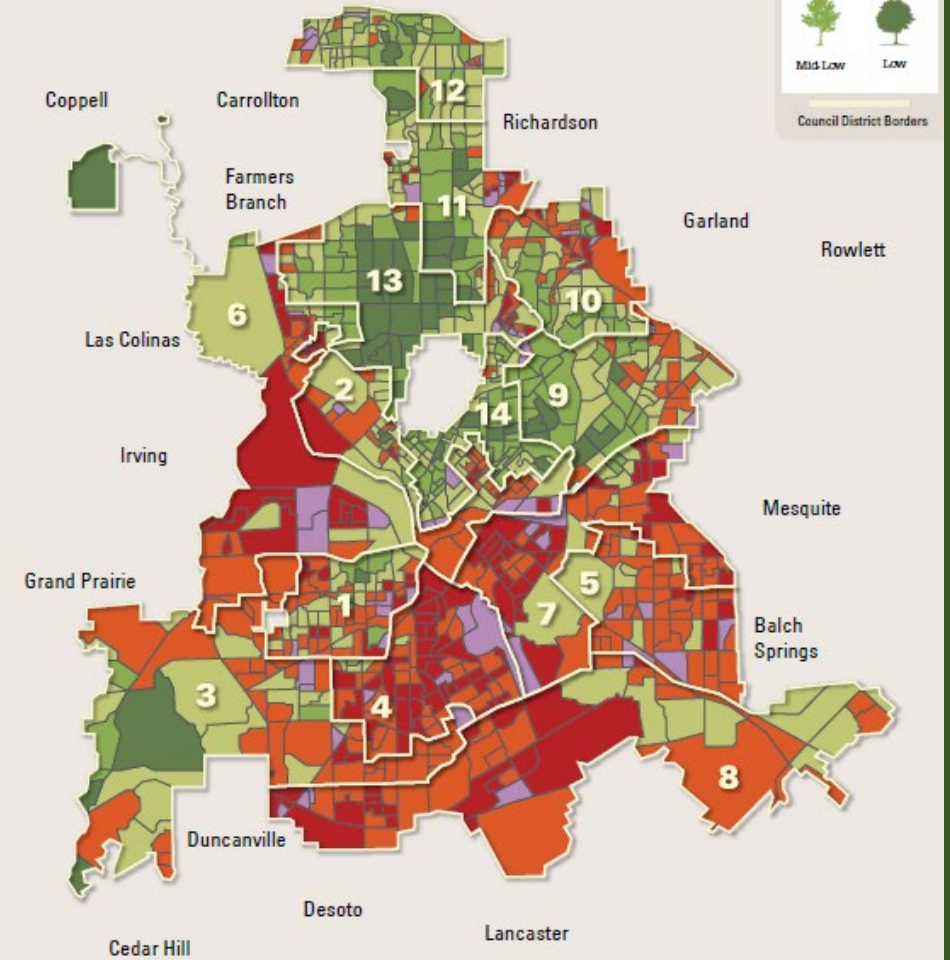 Mid-Low
Low
Council District Borders
12
Coppell
Carrollton
Richardson
Farmers
Branch
11
Garland
Rowlett
13
10
6
Las Colinas
2
9
14
Irving
Mesquite
Grand Prairie
5
1
7
Balch
Springs
3
4
8
Duncanville
Desoto
Lancaster
Cedar Hill